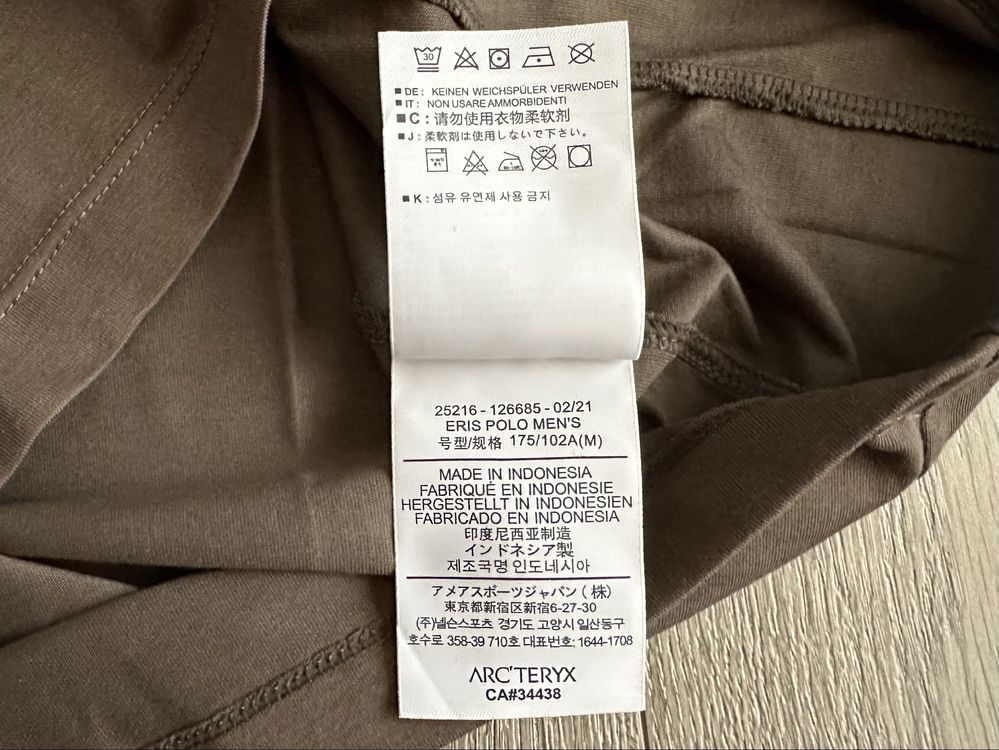 30
■ DE : KEINEN WEICHSPÜLER VERWENDEN
■ IT : NON USARE AMMORBIDENTI
■ C : 请勿使用衣物柔软剂
■ J : 柔軟剤は使用しないで下さい。
■ K : 섬유 유연제 사용 금지
25216 - 126685 - 02/21
ERIS POLO MEN'S
号型/规格 175/102A(M)
MADE IN INDONESIA
FABRIQUÉ EN INDONESIE
HERGESTELLT IN INDONESIEN
FABRICADO EN INDONESIA
印度尼西亚制造
インドネシア製
제조국명 인도네시아
アメアスポーツジャパン ( 株)
東京都新宿区新宿6-27-30
(주)넬슨스포츠 경기도 고양시 일산동구
호수로 358-39 710호 대표번호: 1644-1708
ARC'TERYX
CA#34438